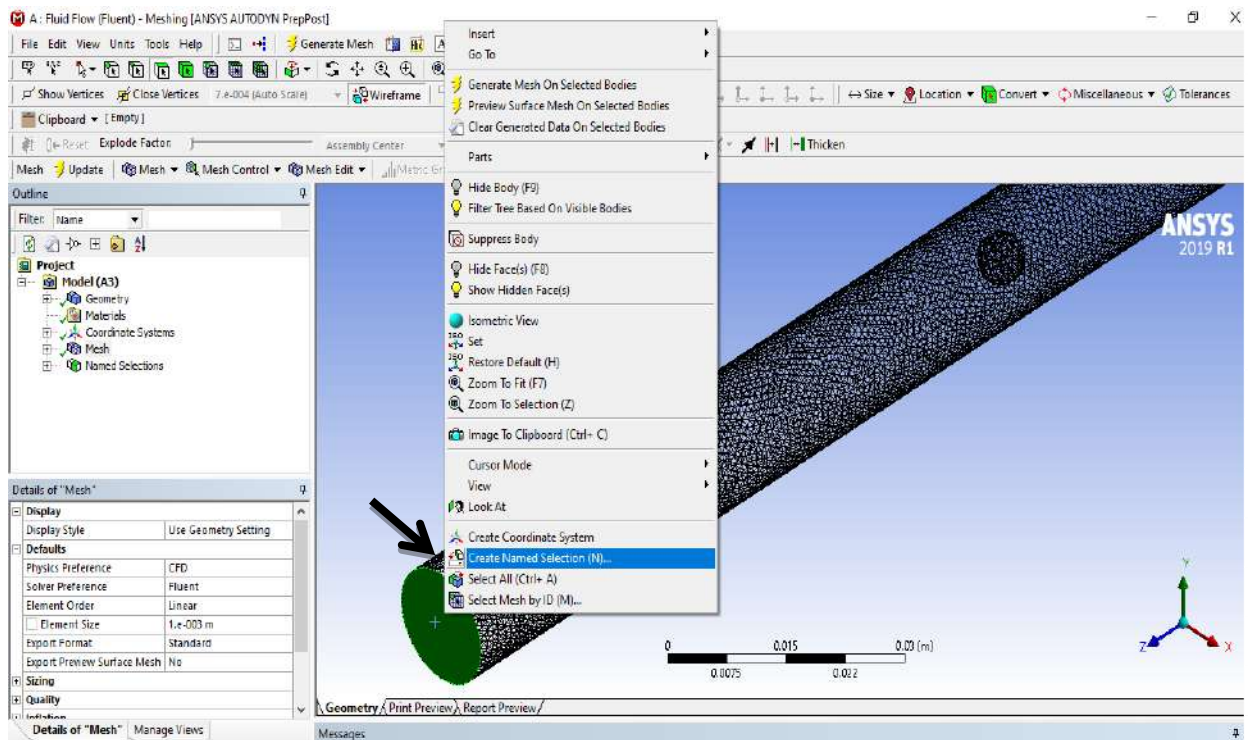 A : Fluid Flow (Fluent) - Meshing [ANSYS AUTODYN PrepPost]
File Edit View Units Tools Help Generate Mesh
Show Vertices Close Vertices 7.e-004 (Auto Scale) Wireframe Size Location Convert Miscellaneous Tolerances
Clipboard [Empty]
Reset Explode Factor: Assembly Center Thicken
Mesh Update Mesh Mesh Control Mesh Edit
Outline
Filter: Name
Project
Model (A3)
Geometry
Materials
Coordinate Systems
Mesh
Named Selections
Details of "Mesh"
Display
Display Style Use Geometry Setting
Defaults
Physics Preference CFD
Solver Preference Fluent
Element Order Linear
Element Size 1.e-003 m
Export Format Standard
Export Preview Surface Mesh No
Sizing
Quality
Inflation
Details of "Mesh" Manage Views
Insert
Go To
Generate Mesh On Selected Bodies
Preview Surface Mesh On Selected Bodies
Clear Generated Data On Selected Bodies
Parts
Hide Body (F9)
Filter Tree Based On Visible Bodies
Suppress Body
Hide Face(s) (F8)
Show Hidden Face(s)
Isometric View
Set
Restore Default (H)
Zoom To Fit (F7)
Zoom To Selection (Z)
Image To Clipboard (Ctrl+ C)
Cursor Mode
View
Look At
Create Coordinate System
Create Named Selection (N)...
Select All (Ctrl+ A)
Select Mesh by ID (M)...
ANSYS
2019 R1
Y
Z X
0 0.015 0.03 (m)
0.0075 0.022
Geometry Print Preview Report Preview
Messages